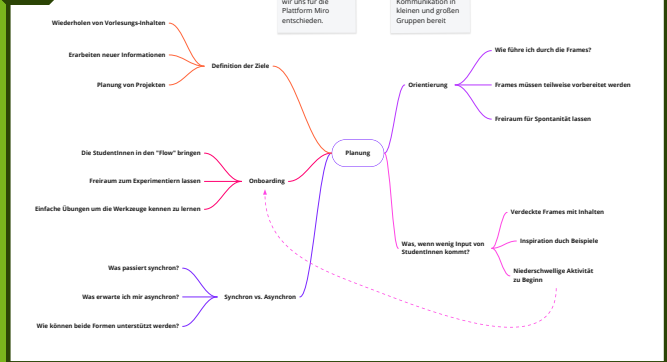 wir uns für die
Plattform Miro
entschieden.
Kommunikation in
kleinen und großen
Gruppen bereit
Wiederholen von Vorlesungs-Inhalten
Erarbeiten neuer Informationen
Planung von Projekten
Definition der Ziele
Die StudentInnen in den "Flow" bringen
Freiraum zum Experimentiern lassen
Einfache Übungen um die Werkzeuge kennen zu lernen
Onboarding
Was passiert synchron?
Was erwarte ich mir asynchron?
Wie können beide Formen unterstützt werden?
Synchron vs. Asynchron
Planung
Orientierung
Wie führe ich durch die Frames?
Frames müssen teilweise vorbereitet werden
Freiraum für Spontanität lassen
Was, wenn wenig Input von
StudentInnen kommt?
Verdeckte Frames mit Inhalten
Inspiration duch Beispiele
Niederschwellige Aktivität
zu Beginn